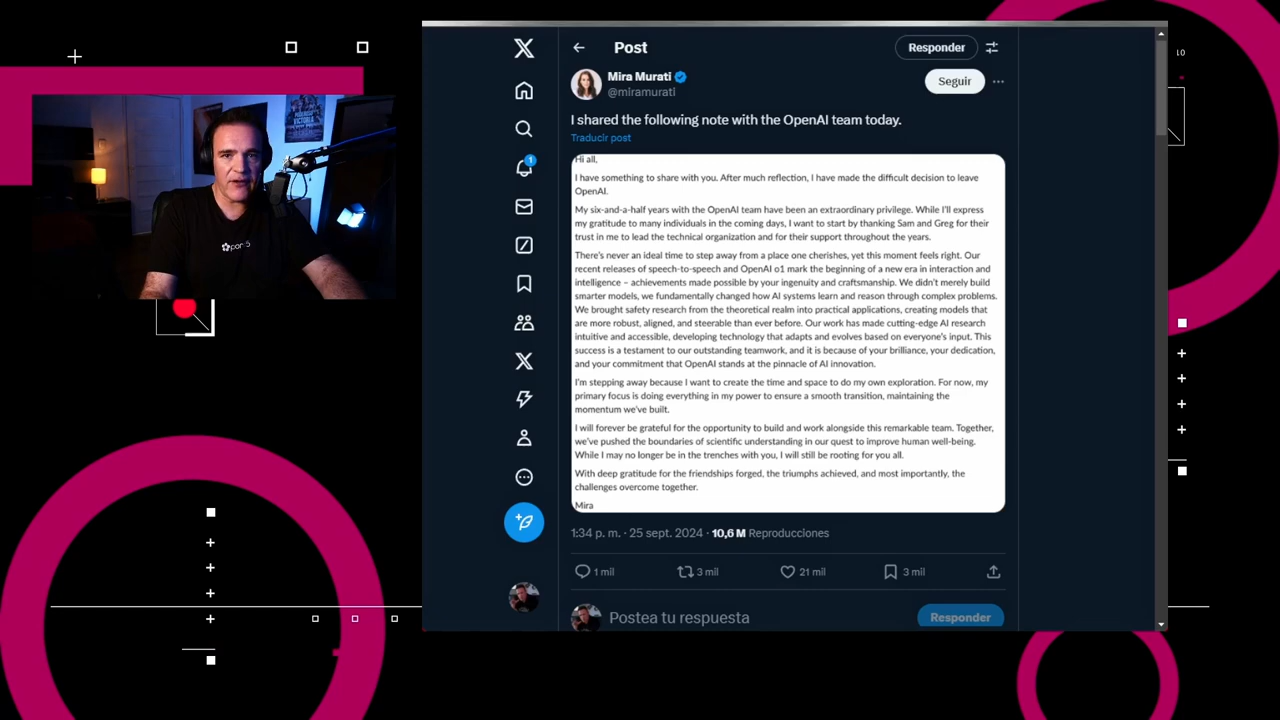 Post
Responder
Mira Murati
@miramurati
Seguir
I shared the following note with the OpenAI team today.
Traducir post
Hi all,
I have something to share with you. After much reflection, I have made the difficult decision to leave
OpenAI.
My six-and-a-half years with the OpenAI team have been an extraordinary privilege. While I'll express
my gratitude to many individuals in the coming days, I want to start by thanking Sam and Greg for their
trust in me to lead the technical organization and for their support throughout the years.
There's never an ideal time to step away from a place one cherishes, yet this moment feels right. Our
recent releases of speech-to-speech and OpenAI o1 mark the beginning of a new era in interaction and
intelligence – achievements made possible by your ingenuity and craftsmanship. We didn't merely build
smarter models, we fundamentally changed how AI systems learn and reason through complex problems.
We brought safety research from the theoretical realm into practical applications, creating models that
are more robust, aligned, and steerable than ever before. Our work has made cutting-edge AI research
intuitive and accessible, developing technology that adapts and evolves based on everyone's input. This
success is a testament to our outstanding teamwork, and it is because of your brilliance, your dedication,
and your commitment that OpenAI stands at the pinnacle of AI innovation.
I'm stepping away because I want to create the time and space to do my own exploration. For now, my
primary focus is doing everything in my power to ensure a smooth transition, maintaining the
momentum we've built.
I will forever be grateful for the opportunity to build and work alongside this remarkable team. Together,
we've pushed the boundaries of scientific understanding in our quest to improve human well-being.
While I may no longer be in the trenches with you, I will still be rooting for you all.
With deep gratitude for the friendships forged, the triumphs achieved, and most importantly, the
challenges overcome together.
Mira
1:34 p. m. · 25 sept. 2024 · 10,6 M Reproducciones
1 mil
3 mil
21 mil
3 mil
Postea tu respuesta
Responder
1
10